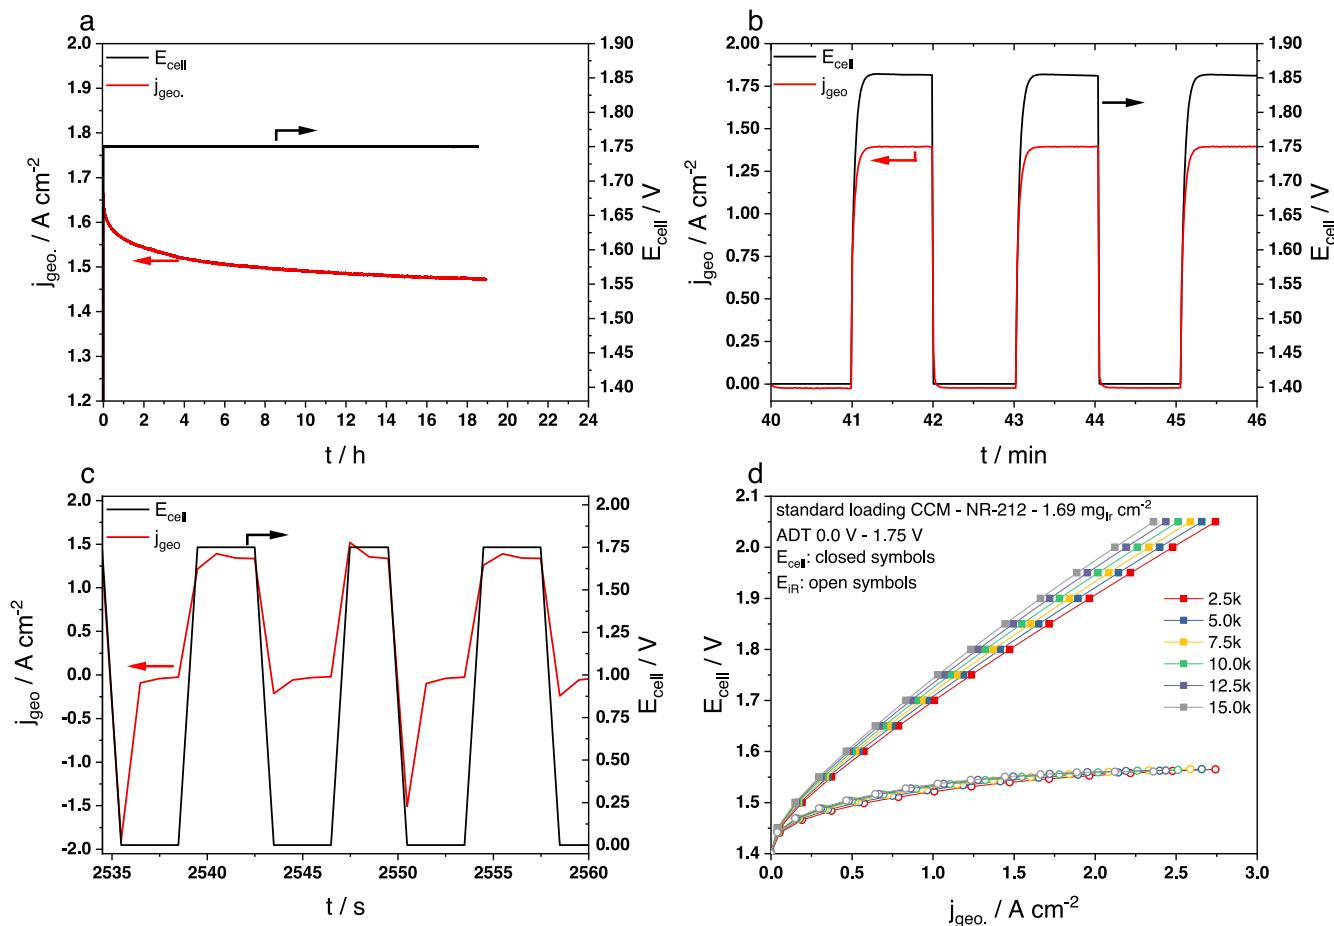 a
E_cell
j_geo.
2.0
1.9
1.8
1.7
1.6
1.5
1.4
1.3
1.2
j_geo. / A cm⁻²
1.90
1.85
1.80
1.75
1.70
1.65
1.60
1.55
1.50
1.45
1.40
E_cell / V
0 2 4 6 8 10 12 14 16 18 20 22 24
t / h
b
E_cell
j_geo
2.00
1.75
1.50
1.25
1.00
0.75
0.50
0.25
0.00
j_geo / A cm⁻²
1.90
1.85
1.80
1.75
1.70
1.65
1.60
1.55
1.50
1.45
1.40
E_cell / V
40 41 42 43 44 45 46
t / min
c
E_cell
j_geo
2.0
1.5
1.0
0.5
0.0
-0.5
-1.0
-1.5
-2.0
j_geo / A cm⁻²
2.00
1.75
1.50
1.25
1.00
0.75
0.50
0.25
0.00
E_cell / V
2535 2540 2545 2550 2555 2560
t / s
d
standard loading CCM - NR-212 - 1.69 mg_Ir cm⁻²
ADT 0.0 V - 1.75 V
E_cell: closed symbols
E_iR: open symbols
2.5k
5.0k
7.5k
10.0k
12.5k
15.0k
2.1
2.0
1.9
1.8
1.7
1.6
1.5
1.4
E_cell / V
0.0 0.5 1.0 1.5 2.0 2.5 3.0
j_geo. / A cm⁻²